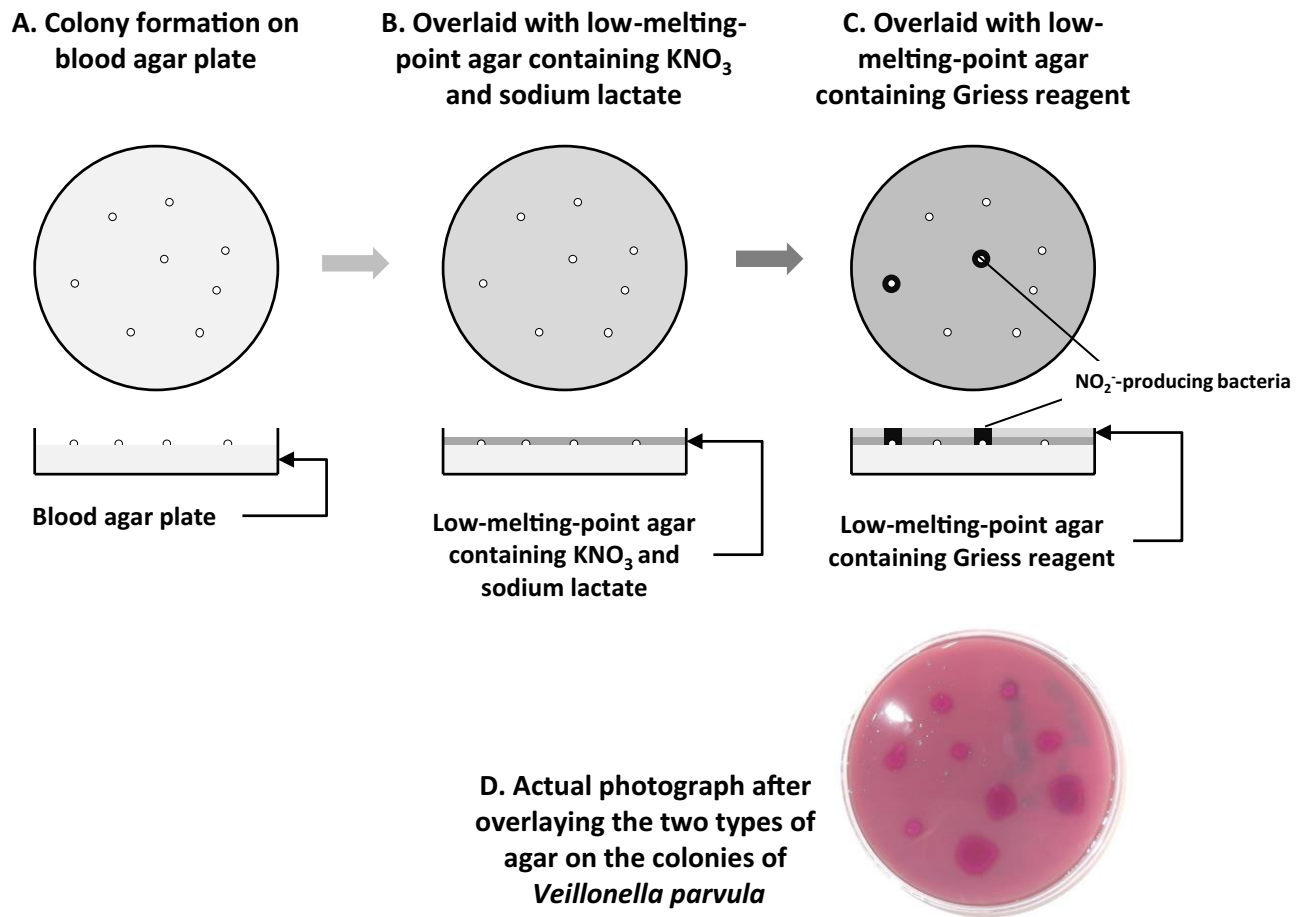 A. Colony formation on
blood agar plate
B. Overlaid with low-melting-
point agar containing KNO₃
and sodium lactate
C. Overlaid with low-
melting-point agar
containing Griess reagent
NO₂⁻-producing bacteria
Blood agar plate
Low-melting-point agar
containing KNO₃ and
sodium lactate
Low-melting-point agar
containing Griess reagent
D. Actual photograph after
overlaying the two types of
agar on the colonies of
Veillonella parvula